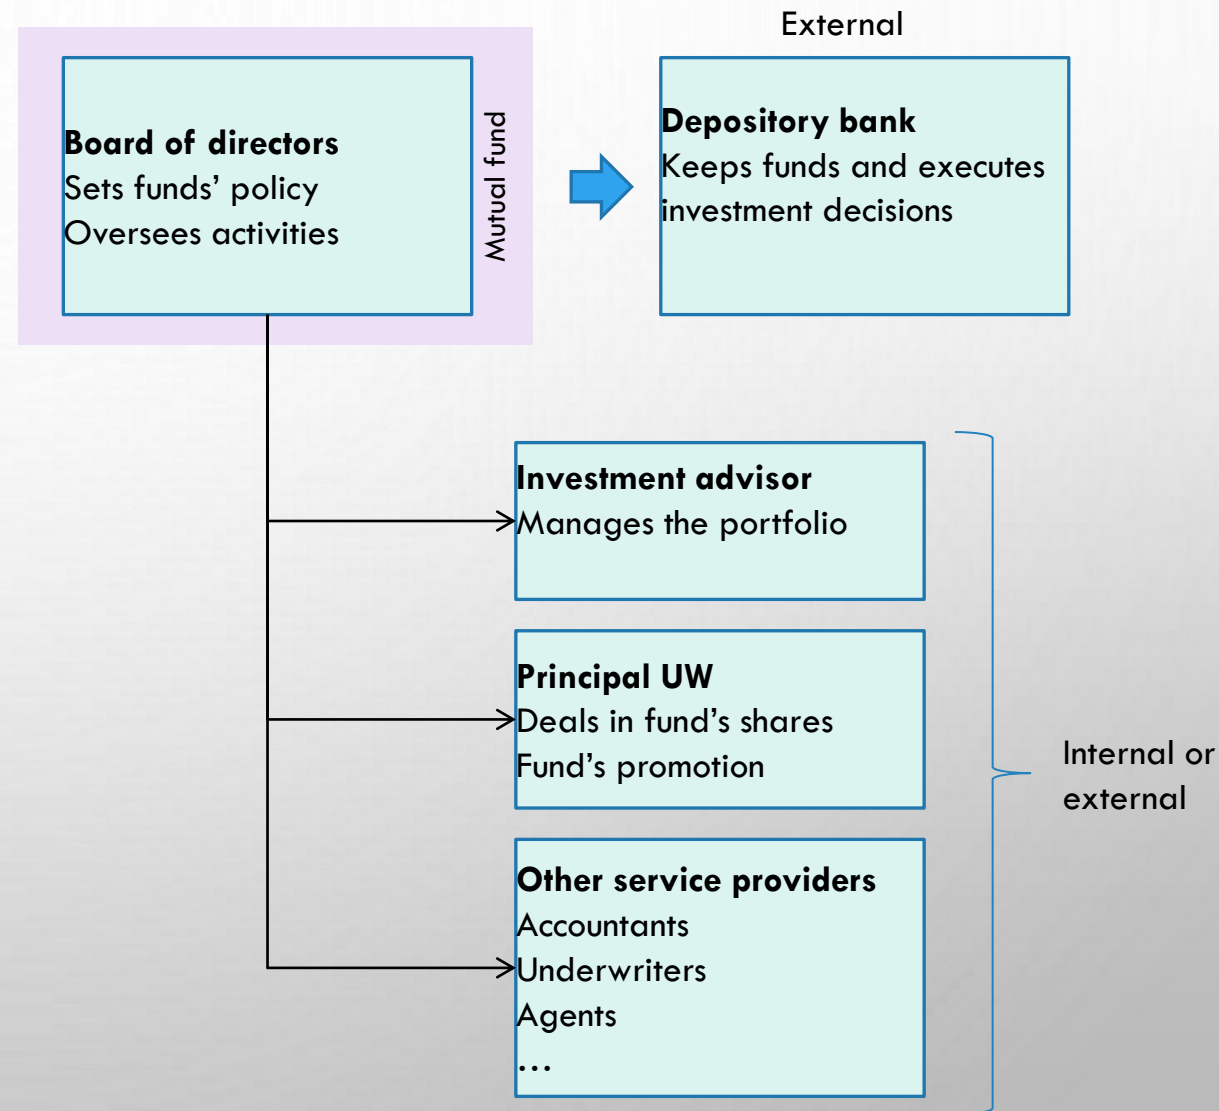 External
Board of directors
Sets funds’ policy
Oversees activities
Mutual fund
Depository bank
Keeps funds and executes
investment decisions
Investment advisor
Manages the portfolio
Principal UW
Deals in fund’s shares
Fund’s promotion
Other service providers
Accountants
Underwriters
Agents
…
Internal or
external